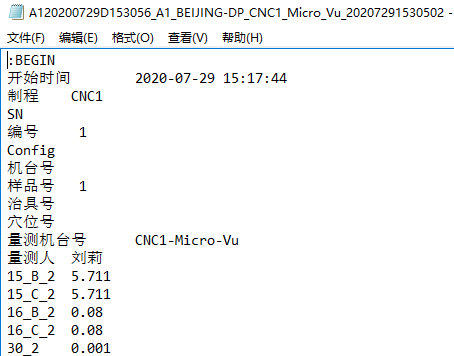 A120200729D153056_A1_BEIJING-DP_CNC1_Micro_Vu_20207291530502 -
文件(F) 编辑(E) 格式(O) 查看(V) 帮助(H)
:BEGIN
开始时间 2020-07-29 15:17:44
制程 CNC1
SN
编号 1
Config
机台号
样品号 1
治具号
穴位号
量测机台号 CNC1-Micro-Vu
量测人 刘莉
15_B_2 5.711
15_C_2 5.711
16_B_2 0.08
16_C_2 0.08
30_2 0.001